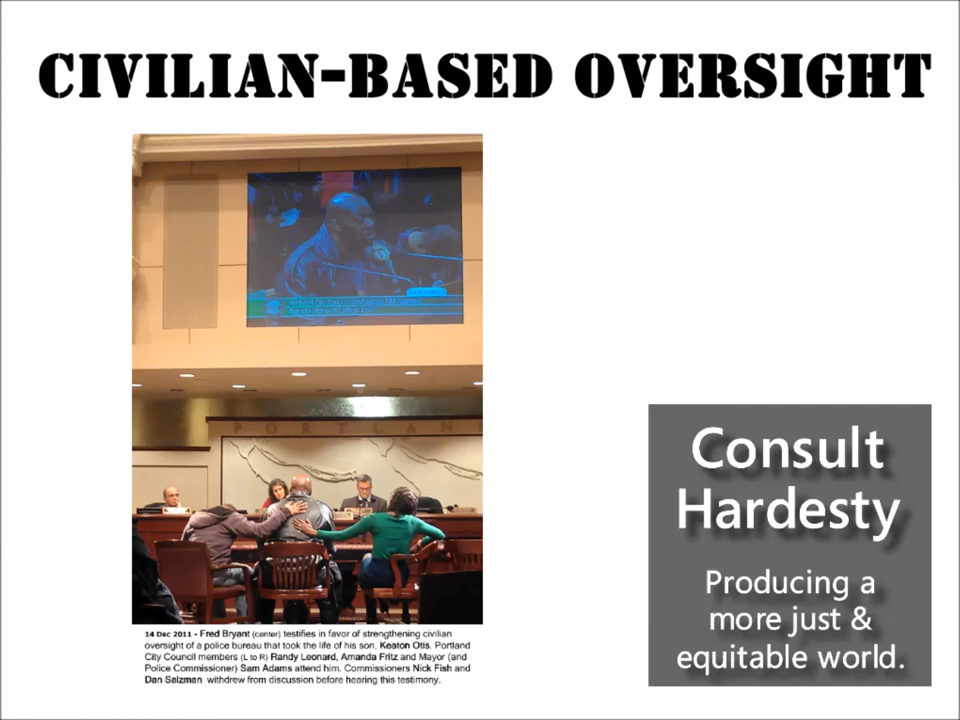 CIVILIAN-BASED OVERSIGHT
PORTLAN
14 DEC 2011 - Fred Bryant (center) testifies in favor of strengthening civilian
oversight of a police bureau that took the life of his son, Keaton Otis. Portland
City Council members (L to R) Randy Leonard, Amanda Fritz and Mayor (and
Police Commissioner) Sam Adams attend him. Commissioners Nick Fish and
Dan Salzman withdrew from discussion before hearing this testimony.
Consult
Hardesty
Producing a
more just &
equitable world.